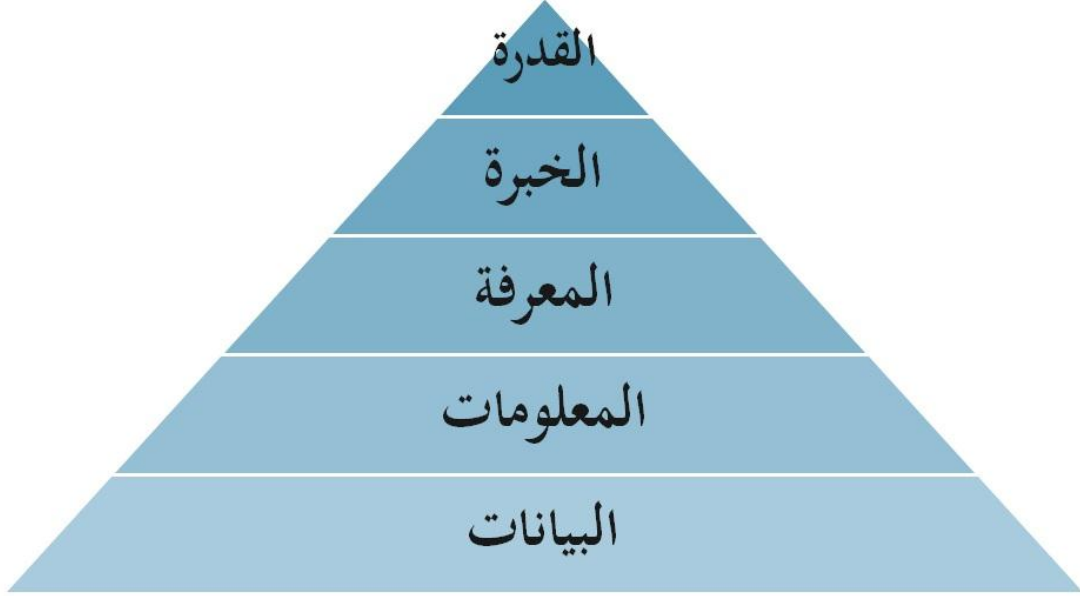 القدرة
الخبرة
المعرفة
المعلومات
البيانات